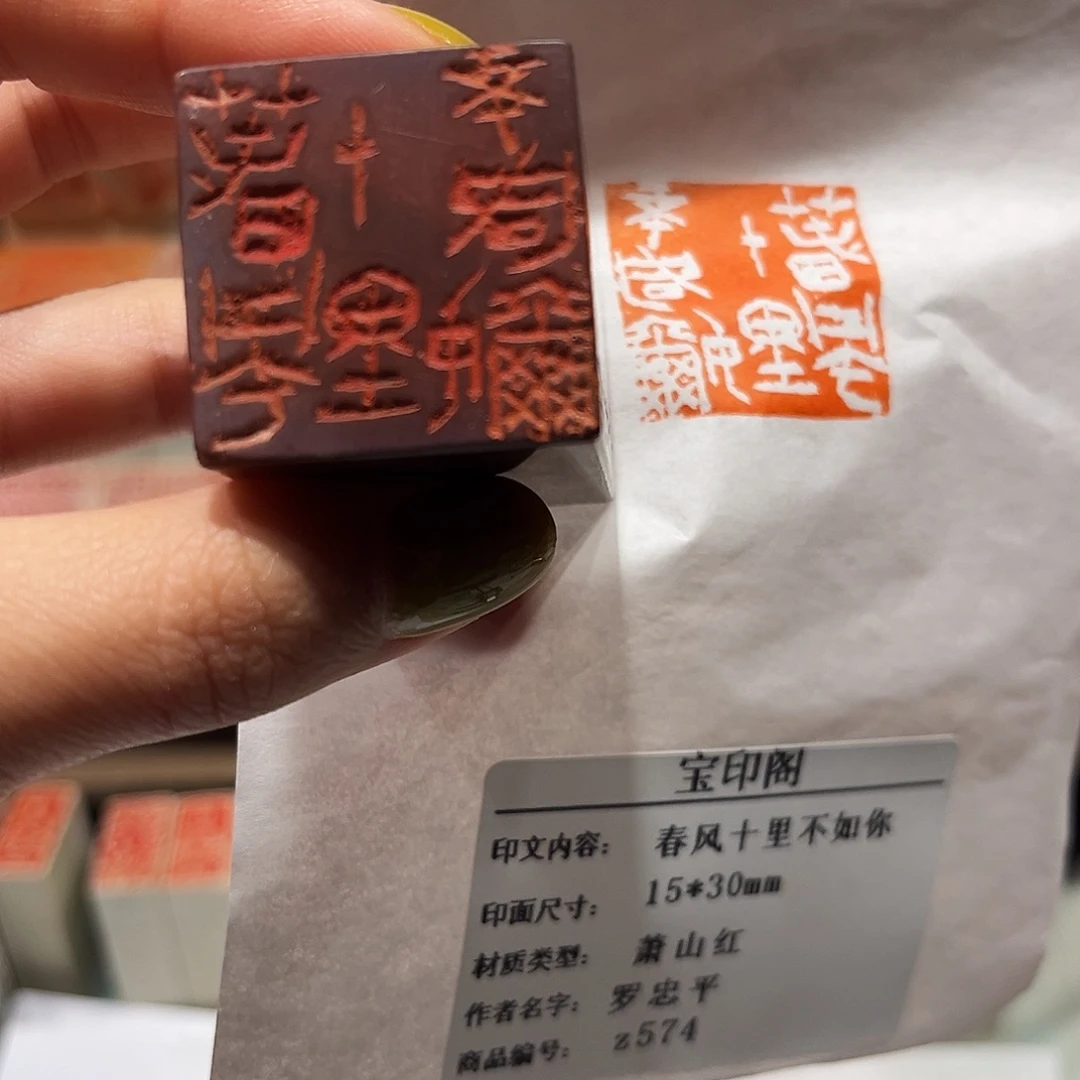 宝印阁
印文内容： 春风十里不如你
印面尺寸： 15*30mm
材质类型： 萧山红
作者名字： 罗忠平
商品编号： z574